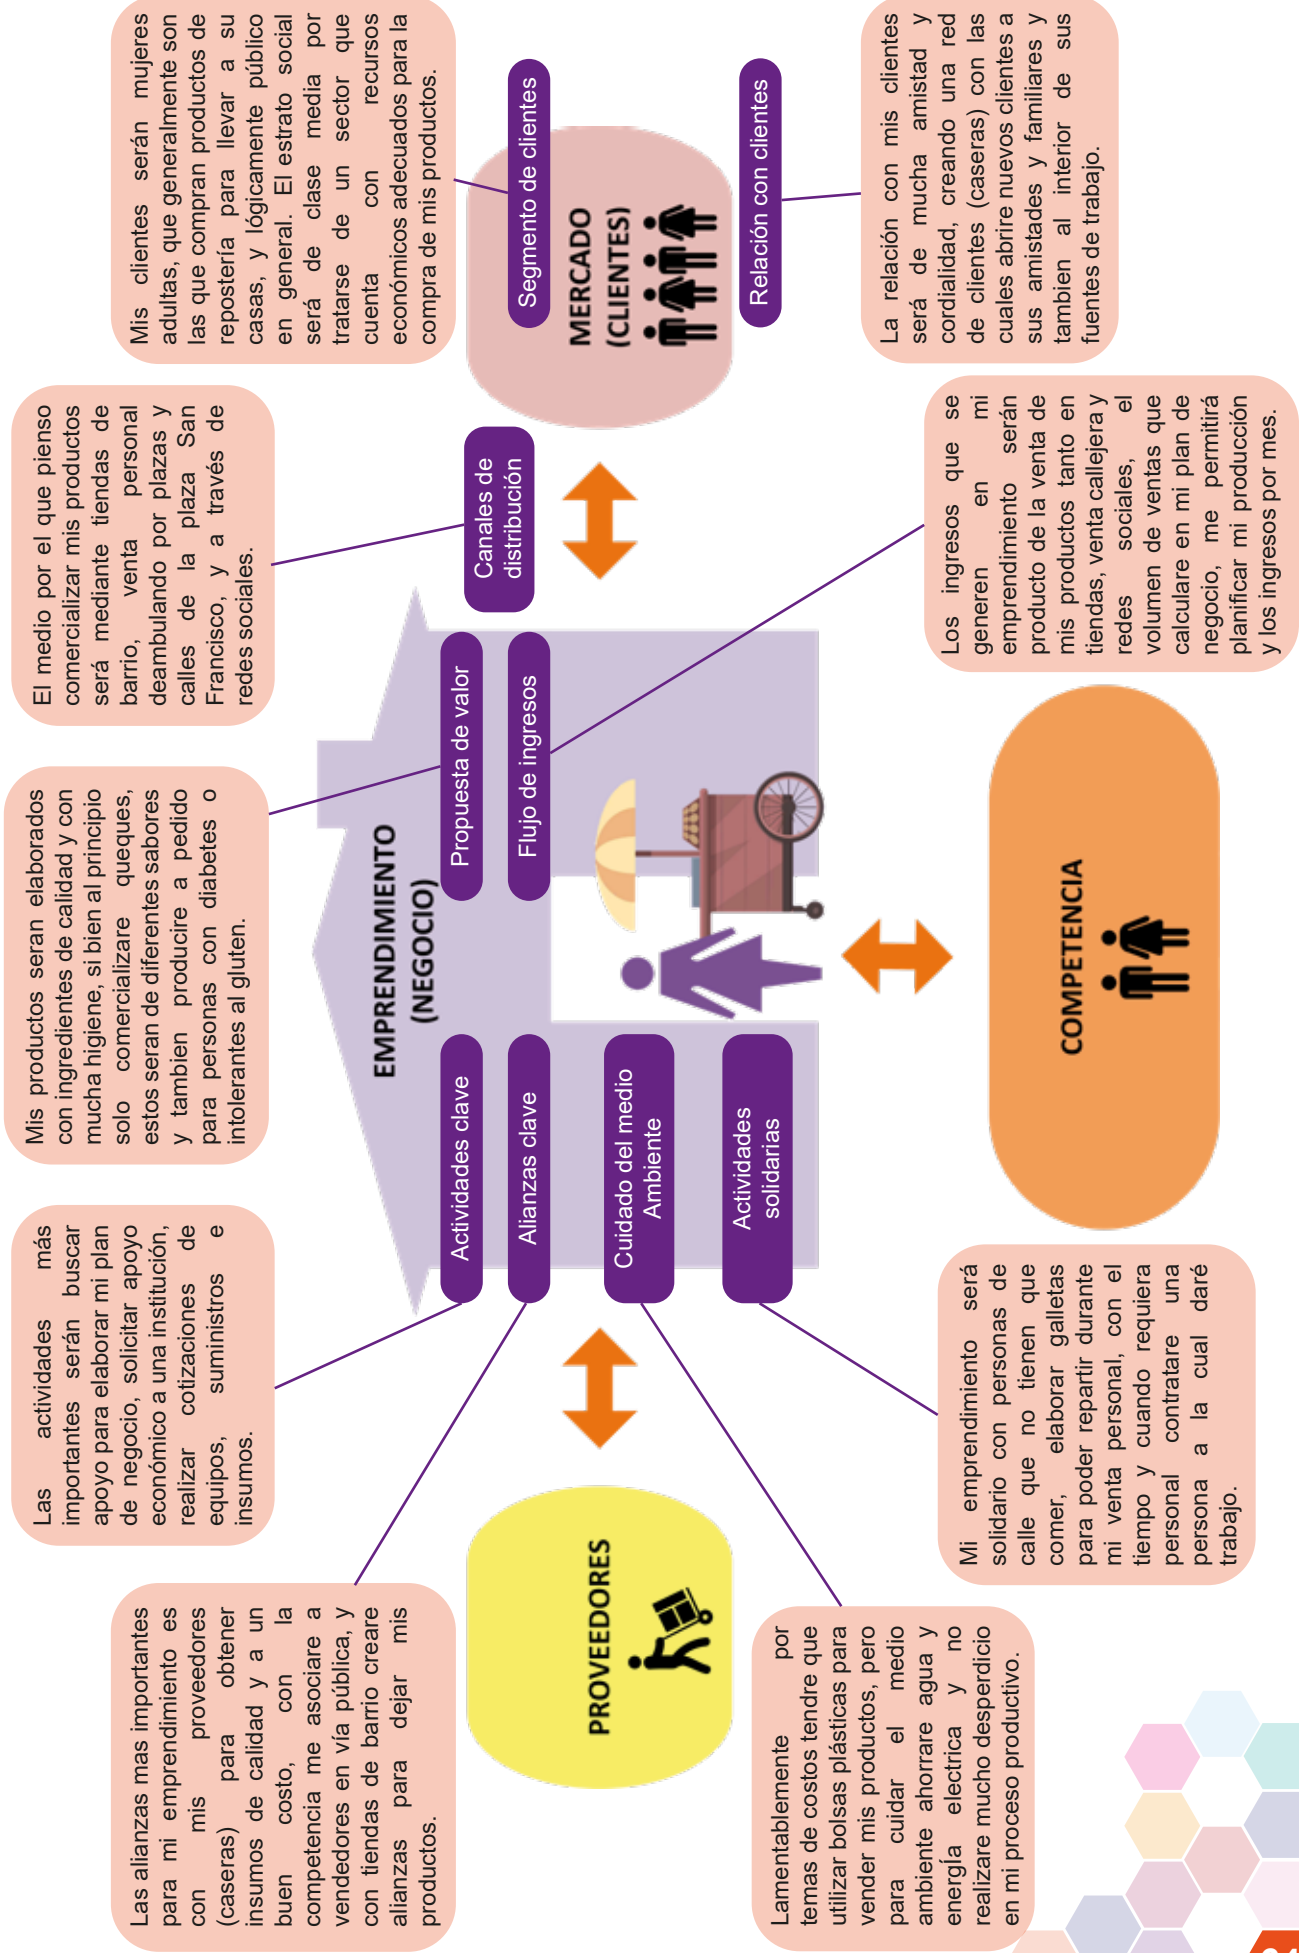 Las alianzas mas importantes
para mi emprendimiento es
con mis proveedores
(caseras) para obtener
insumos de calidad y a un
buen costo, con la
competencia me asociare a
vendedores en vía pública, y
con tiendas de barrio creare
alianzas para dejar mis
productos.
Las actividades más
importantes serán buscar
apoyo para elaborar mi plan
de negocio, solicitar apoyo
económico a una institución,
realizar cotizaciones de
equipos, suministros e
insumos.
Mis productos seran elaborados
con ingredientes de calidad y con
mucha higiene, si bien al principio
solo comercializare queques,
estos seran de diferentes sabores
y tambien producire a pedido
para personas con diabetes o
intolerantes al gluten.
El medio por el que pienso
comercializar mis productos
será mediante tiendas de
barrio, venta personal
deambulando por plazas y
calles de la plaza San
Francisco, y a través de
redes sociales.
Mis clientes serán mujeres
adultas, que generalmente son
las que compran productos de
repostería para llevar a su
casas, y lógicamente público
en general. El estrato social
será de clase media por
tratarse de un sector que
cuenta con recursos
económicos adecuados para la
compra de mis productos.
EMPRENDIMIENTO
(NEGOCIO)
Actividades clave
Alianzas clave
Cuidado del medio
Ambiente
Actividades
solidarias
Propuesta de valor
Flujo de ingresos
Canales de
distribución
Segmento de clientes
MERCADO
(CLIENTES)
Relación con clientes
PROVEEDORES
COMPETENCIA
Lamentablemente por
temas de costos tendre que
utilizar bolsas plásticas para
vender mis productos, pero
para cuidar el medio
ambiente ahorrare agua y
energía electrica y no
realizare mucho desperdicio
en mi proceso productivo.
Mi emprendimiento será
solidario con personas de
calle que no tienen que
comer, elaborar galletas
para poder repartir durante
mi venta personal, con el
tiempo y cuando requiera
personal contratare una
persona a la cual daré
trabajo.
Los ingresos que se
generen en mi
emprendimiento serán
producto de la venta de
mis productos tanto en
tiendas, venta callejera y
redes sociales, el
volumen de ventas que
calculare en mi plan de
negocio, me permitirá
planificar mi producción
y los ingresos por mes.
La relación con mis clientes
será de mucha amistad y
cordialidad, creando una red
de clientes (caseras) con las
cuales abrire nuevos clientes a
sus amistades y familiares y
tambien al interior de sus
fuentes de trabajo.